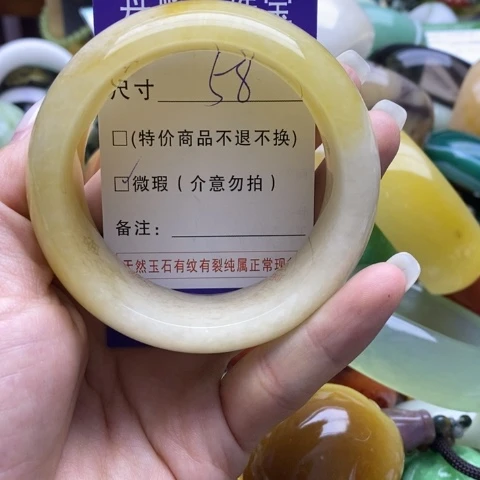 尺寸 58
□(特价商品不退不换)
☑微瑕(介意勿拍)
备注:
天然玉石有纹有裂纯属正常现